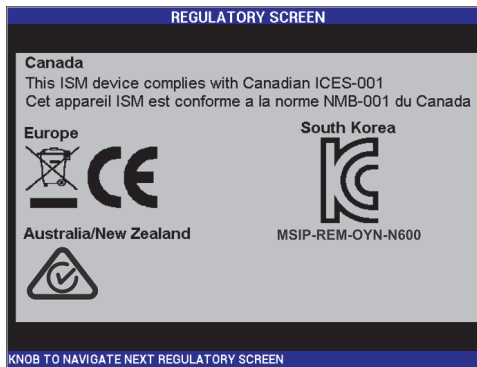 REGULATORY SCREEN
Canada
This ISM device complies with Canadian ICES-001
Cet appareil ISM est conforme a la norme NMB-001 du Canada
Europe
CE
South Korea
KC
MSIP-REM-OYN-N600
Australia/New Zealand
KNOB TO NAVIGATE NEXT REGULATORY SCREEN